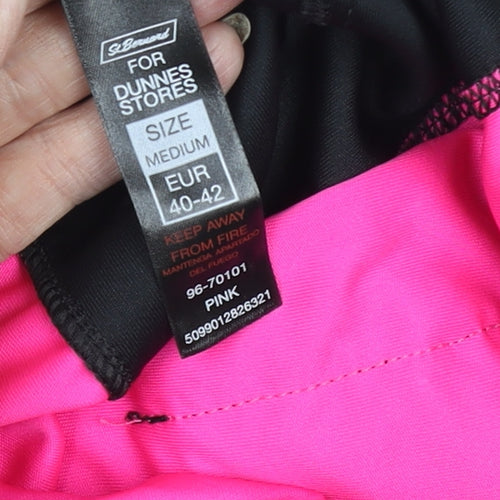 St. Bernard
FOR
DUNNES
STORES
SIZE
MEDIUM
EUR
40-42
KEEP AWAY
FROM FIRE
MANTENGA APARTADO
DEL FUEGO
96-70101
PINK
5099012826321